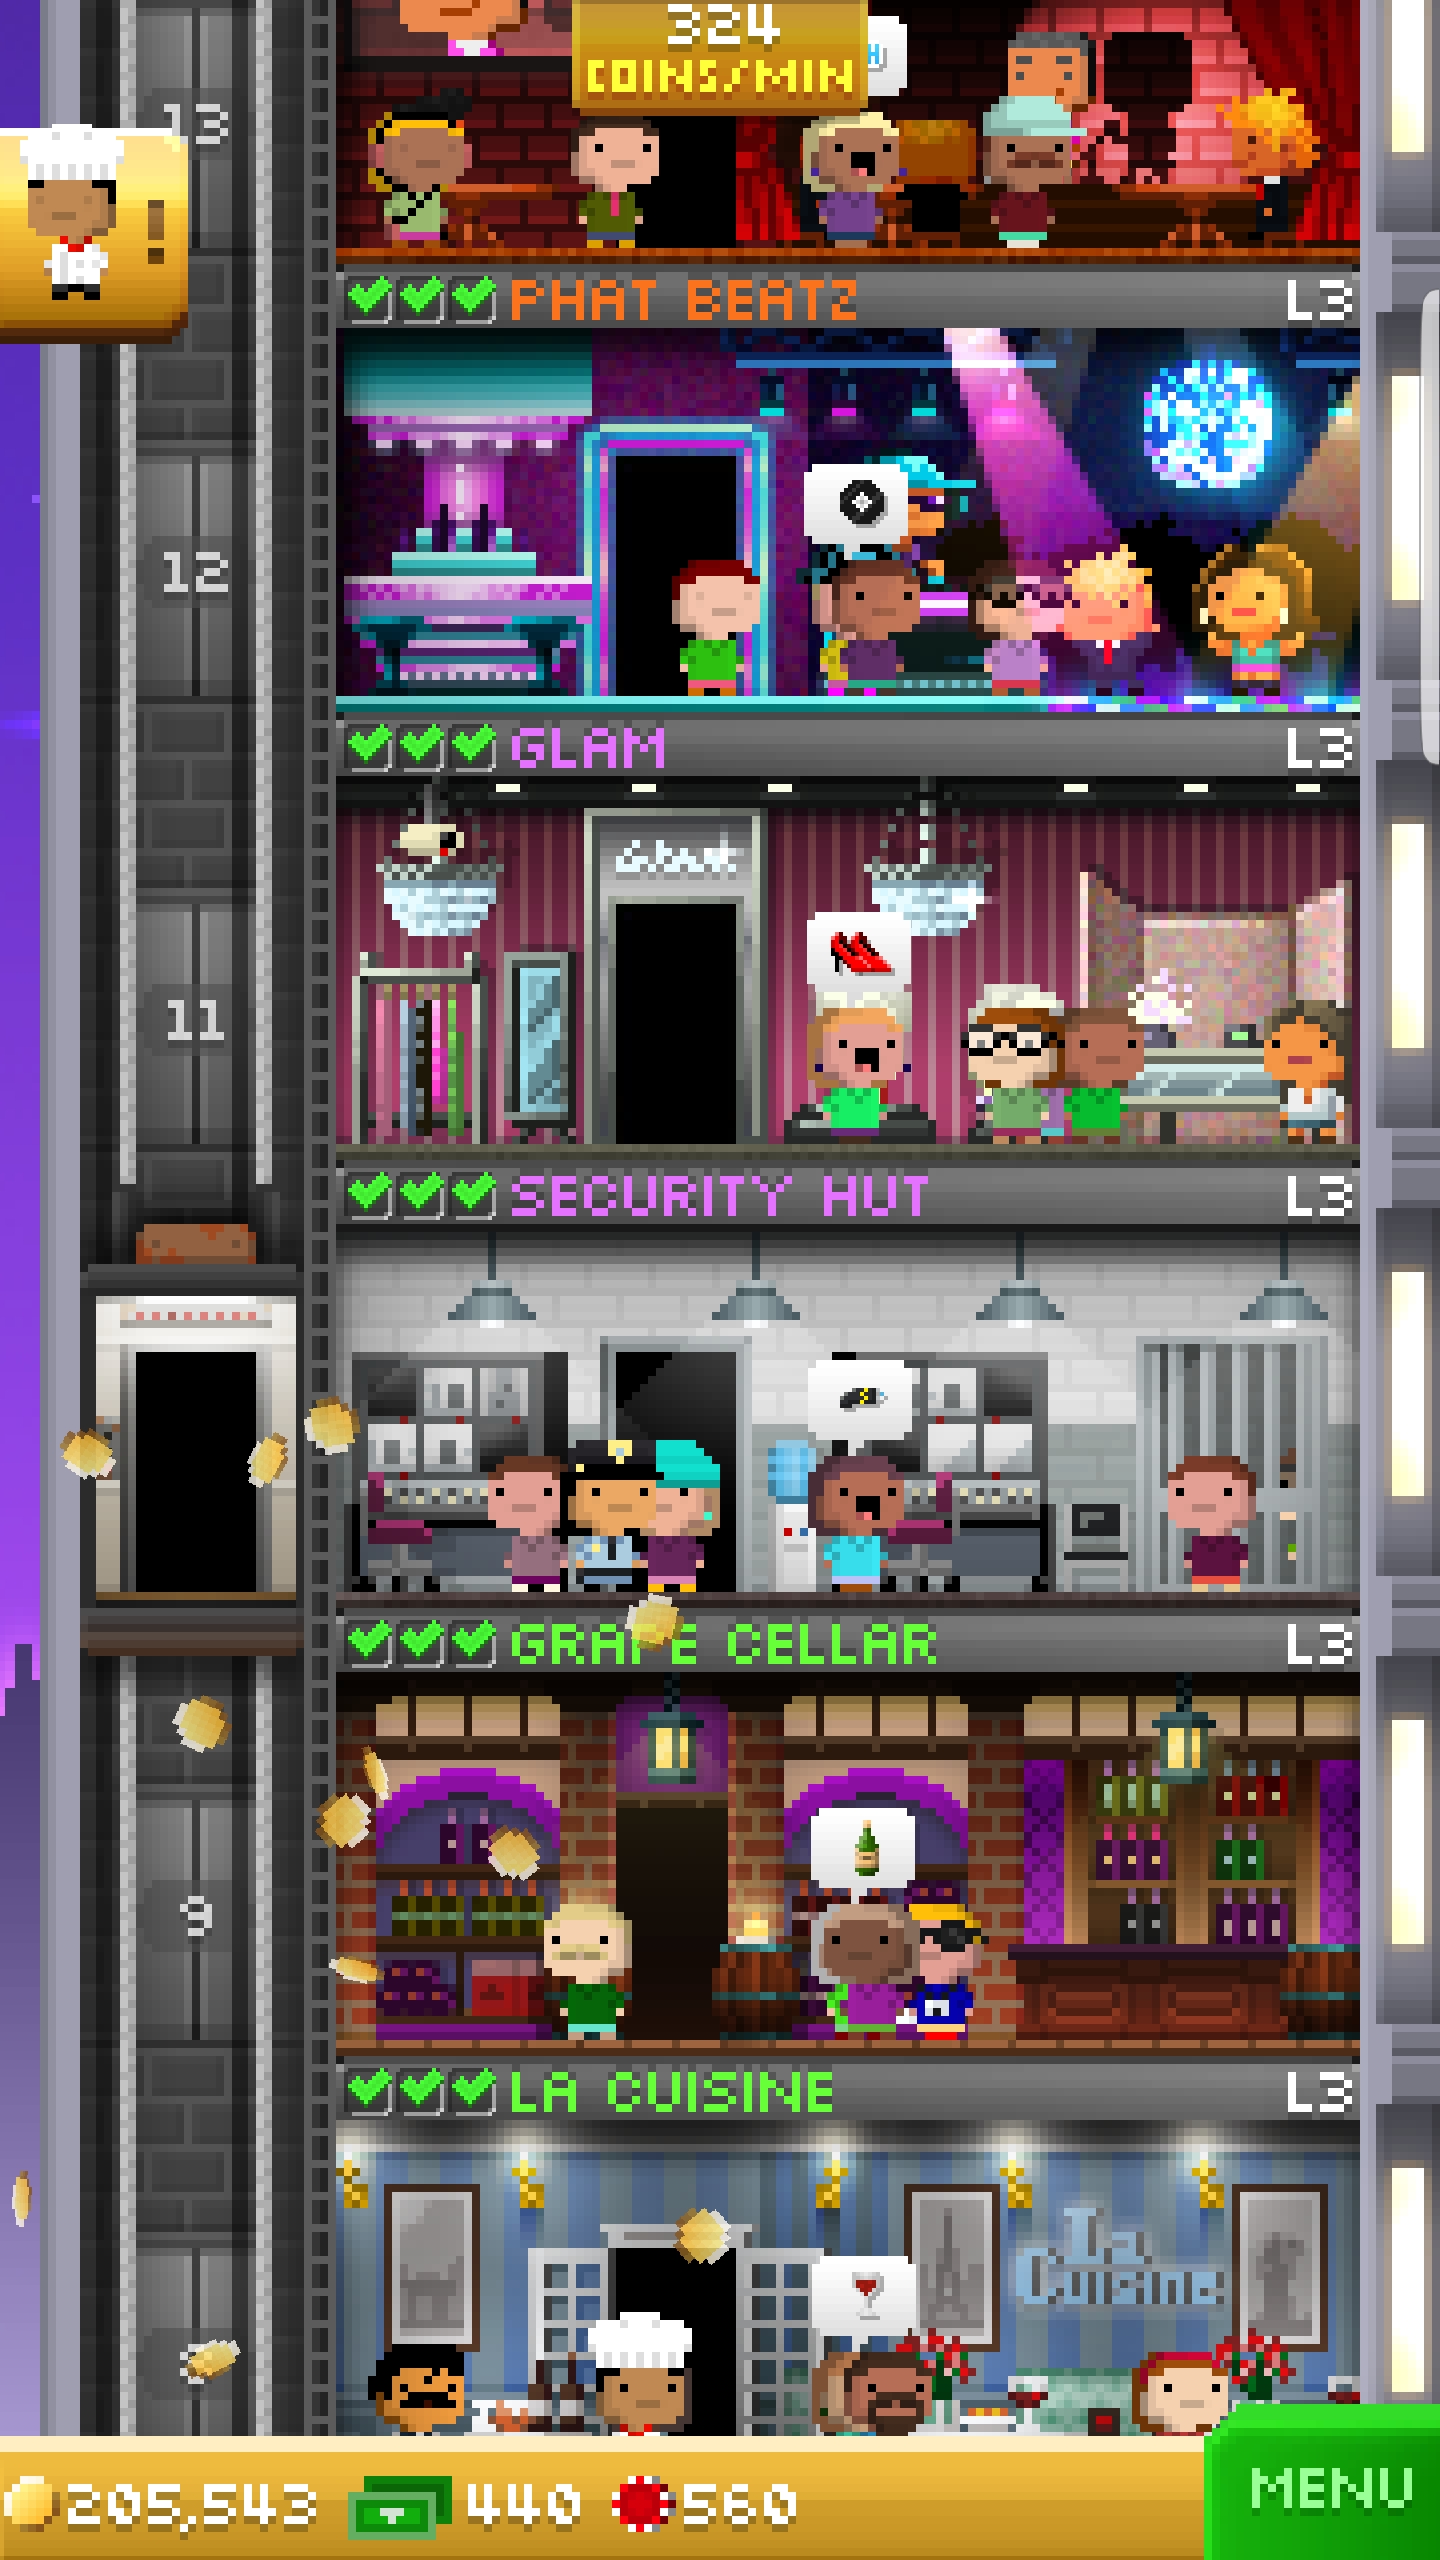 324
COINS/MIN
13
!
PHAT BEATZ L3
12
GLAM L3
Glam
11
SECURITY HUT L3
GRAPE CELLAR L3
9
LA CUISINE L3
La
Cuisine
205,543 440 560
MENU